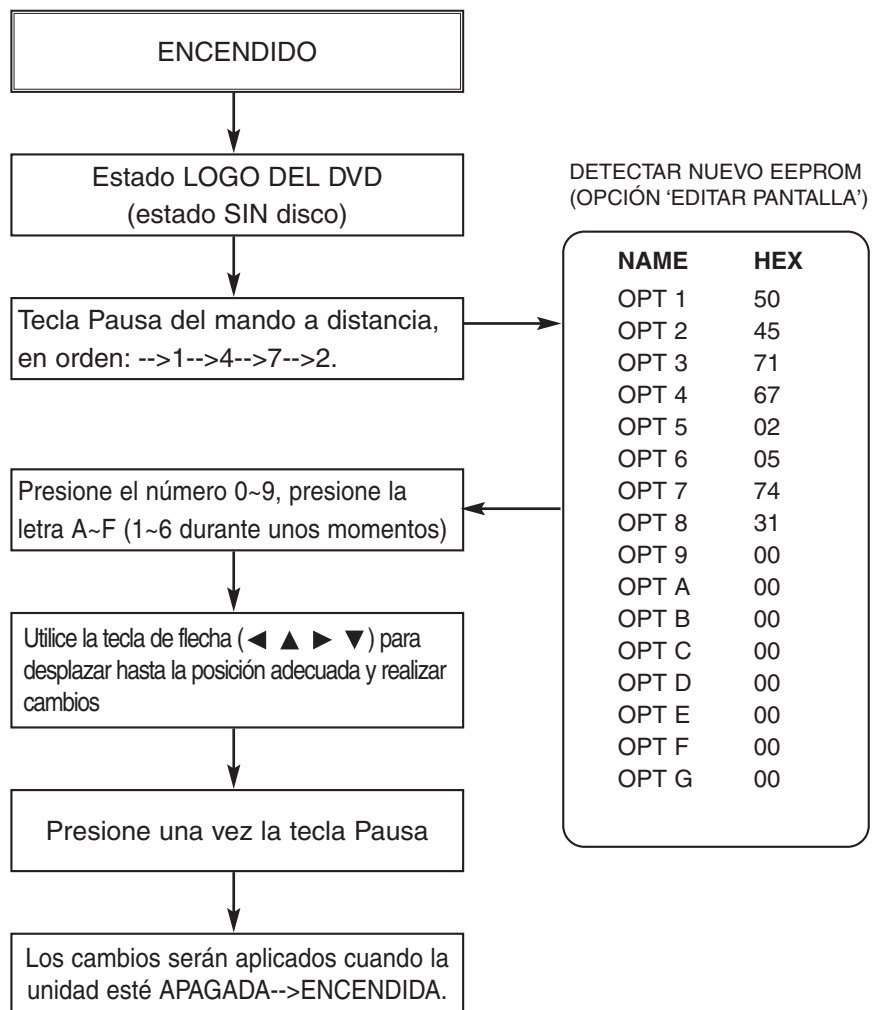 ENCENDIDO
Estado LOGO DEL DVD
(estado SIN disco)
Tecla Pausa del mando a distancia,
en orden: -->1-->4-->7-->2.
DETECTAR NUEVO EEPROM
(OPCIÓN ‘EDITAR PANTALLA’)
NAME HEX
OPT 1 50
OPT 2 45
OPT 3 71
OPT 4 67
OPT 5 02
OPT 6 05
OPT 7 74
OPT 8 31
OPT 9 00
OPT A 00
OPT B 00
OPT C 00
OPT D 00
OPT E 00
OPT F 00
OPT G 00
Presione el número 0~9, presione la
letra A~F (1~6 durante unos momentos)
Utilice la tecla de flecha (◀ ▲ ▶ ▼) para
desplazar hasta la posición adecuada y realizar
cambios
Presione una vez la tecla Pausa
Los cambios serán aplicados cuando la
unidad esté APAGADA-->ENCENDIDA.